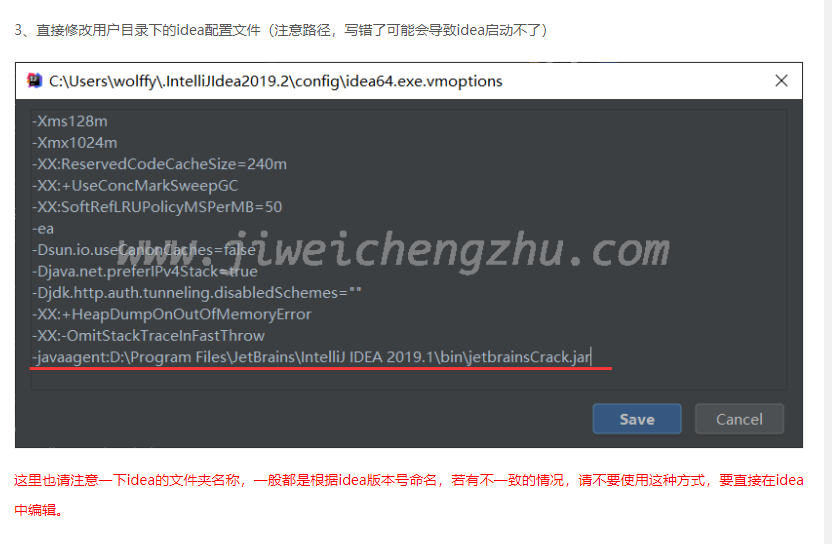 3、直接修改用户目录下的idea配置文件（注意路径，写错了可能会导致idea启动不了）
C:\Users\wolffy\.IntelliJIdea2019.2\config\idea64.exe.vmoptions
-Xms128m
-Xmx1024m
-XX:ReservedCodeCacheSize=240m
-XX:+UseConcMarkSweepGC
-XX:SoftRefLRUPolicyMSPerMB=50
-ea
-Dsun.io.useCanonCaches=false
www.jiweichengzhu.com
-Djava.net.preferIPv4Stack=true
-Djdk.http.auth.tunneling.disabledSchemes=""
-XX:+HeapDumpOnOutOfMemoryError
-XX:-OmitStackTraceInFastThrow
-javaagent:D:\Program Files\JetBrains\IntelliJ IDEA 2019.1\bin\jetbrainsCrack.jar
Save Cancel
这里也请注意一下idea的文件夹名称，一般都是根据idea版本号命名，若有不一致的情况，请不要使用这种方式，要直接在idea
中编辑。